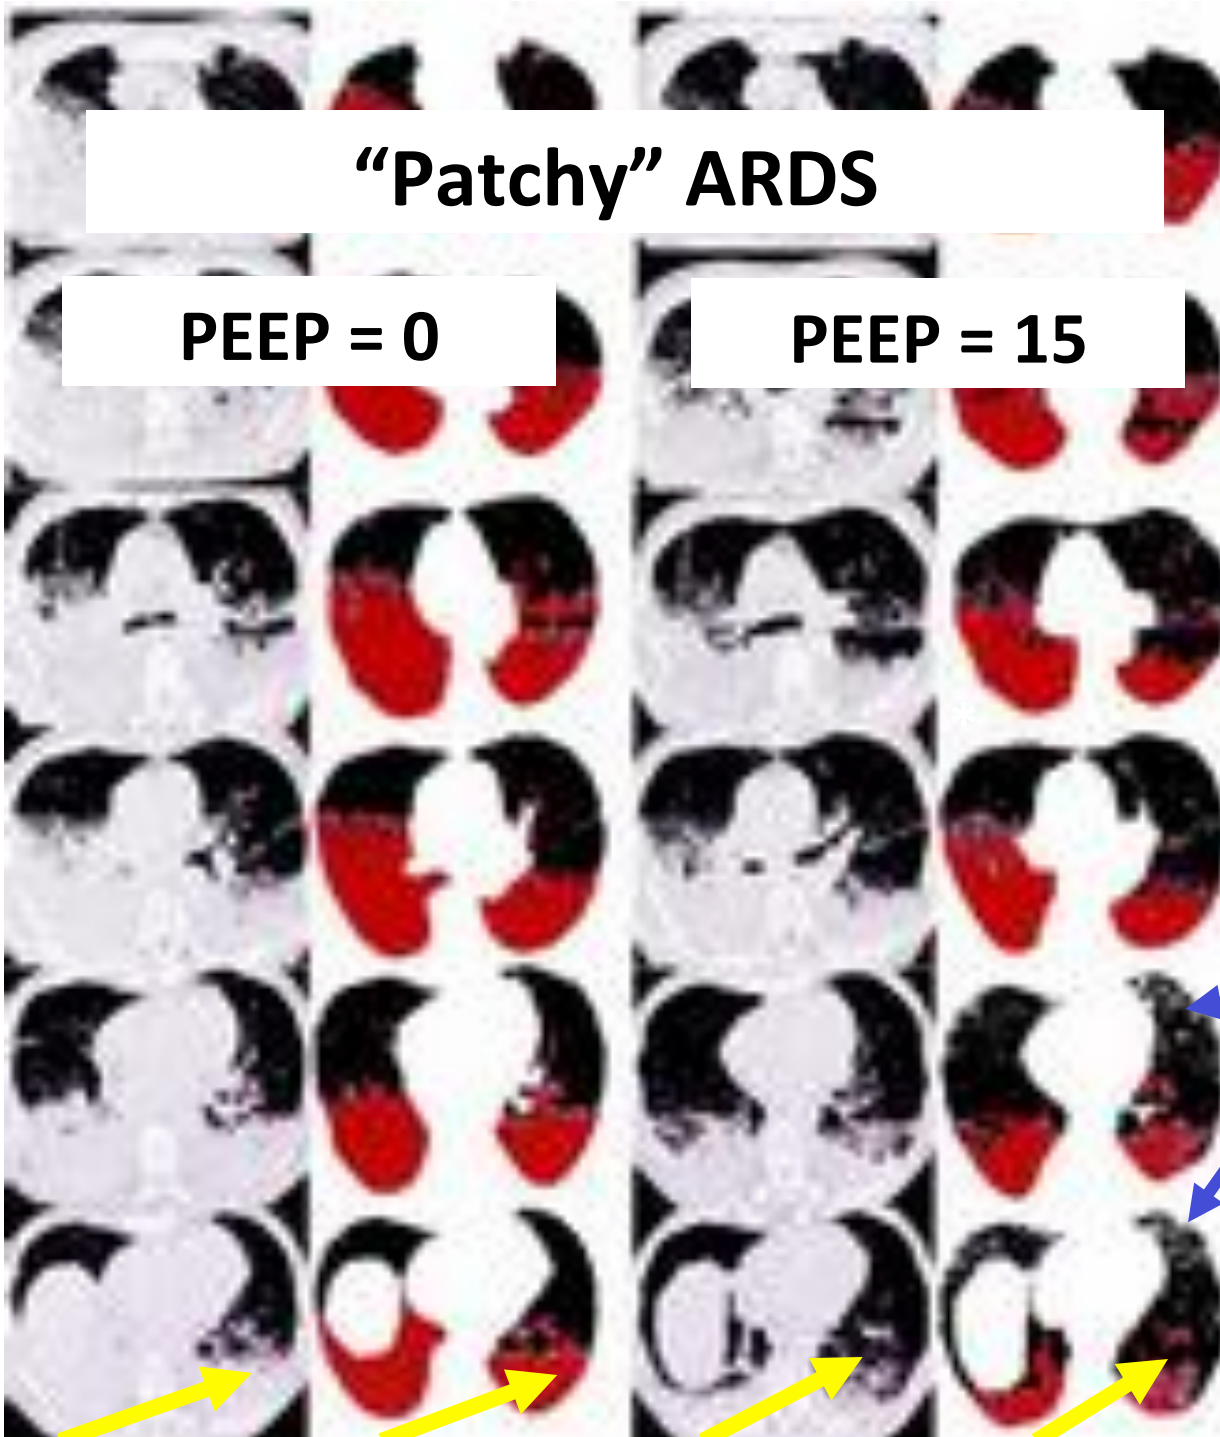 “Patchy” ARDS
PEEP = 0
PEEP = 15